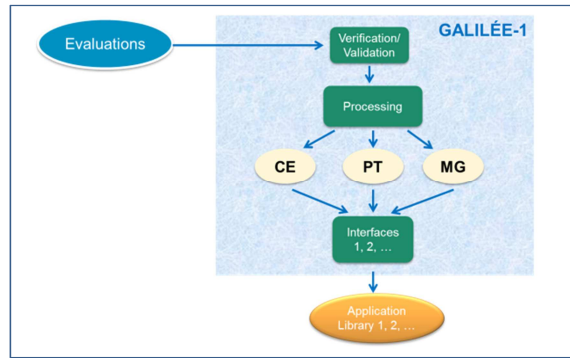 Evaluations
GALILÉE-1
Verification/
Validation
Processing
CE
PT
MG
Interfaces
1, 2, ...
Application
Library 1, 2, ...